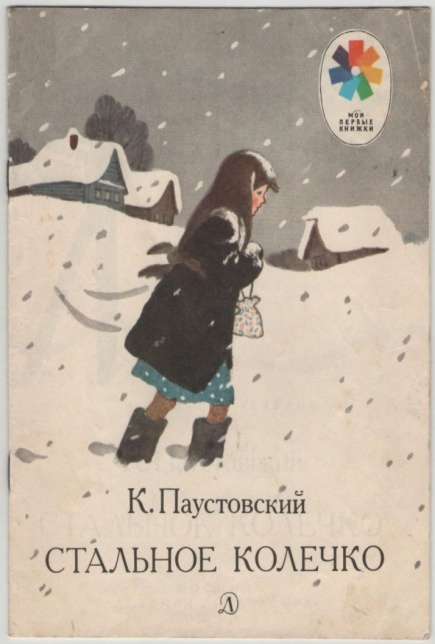 МОИ
ПЕРВЫЕ
КНИЖКИ
К. Паустовский
СТАЛЬНОЕ КОЛЕЧКО
Д